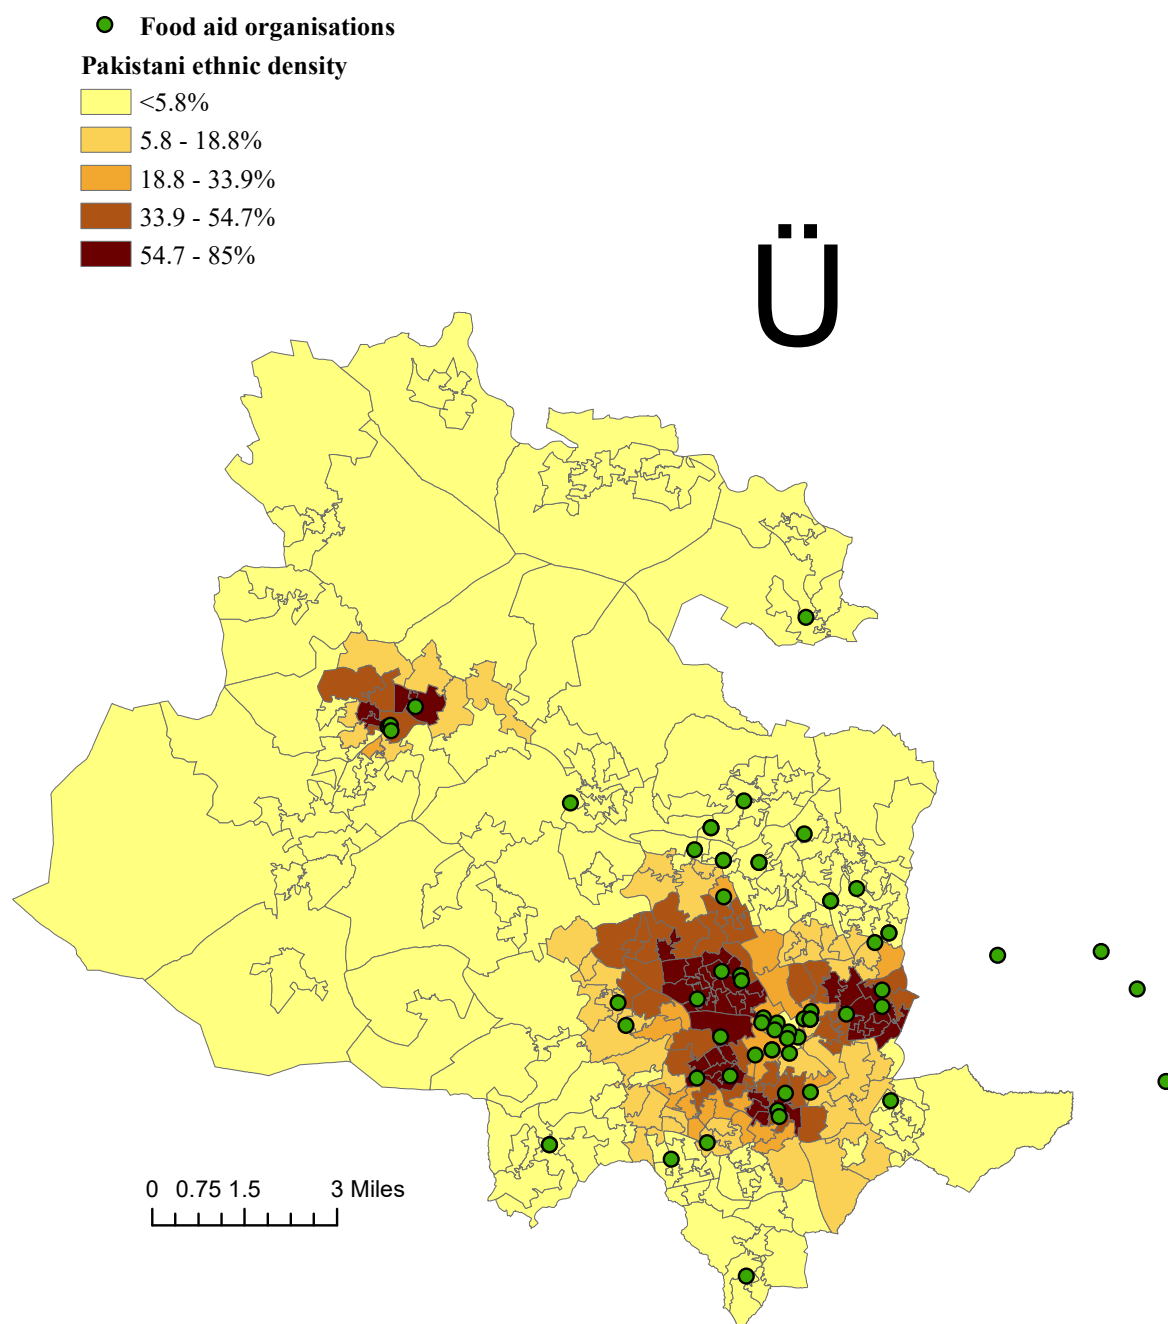 Food aid organisations
Pakistani ethnic density
<5.8%
5.8 - 18.8%
18.8 - 33.9%
33.9 - 54.7%
54.7 - 85%
Ü
0 0.75 1.5 3 Miles